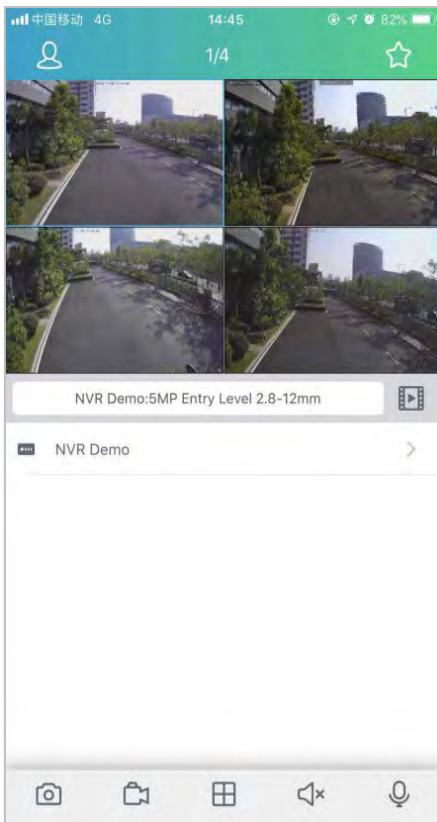 中国移动 4G 14:45 82%
1/4
NVR Demo:5MP Entry Level 2.8-12mm
NVR Demo